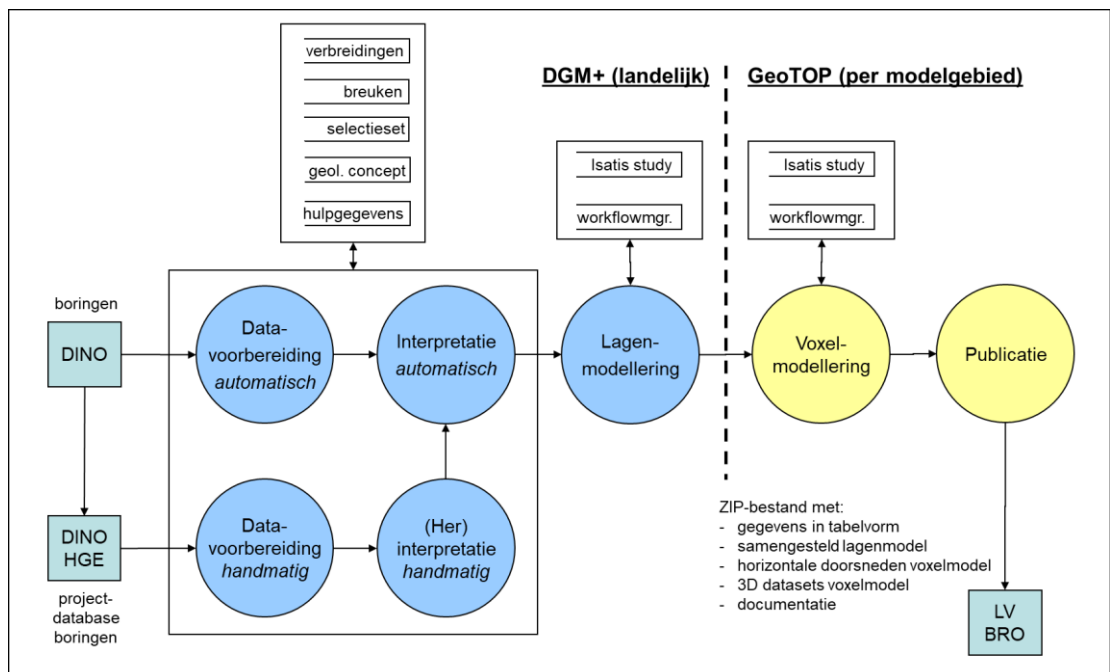 verbreidingen
breuken
selectieset
geol. concept
hulpgegevens
DGM+ (landelijk)
GeoTOP (per modelgebied)
Isatis study
workflowmgr.
Isatis study
workflowmgr.
boringen
DINO
Data-
voorbereiding
automatisch
Interpretatie
automatisch
Lagen-
modellering
Voxel-
modellering
Publicatie
DINO
HGE
project-
database
boringen
Data-
voorbereiding
handmatig
(Her)
interpretatie
handmatig
ZIP-bestand met:
- gegevens in tabelvorm
- samengesteld lagenmodel
- horizontale doorsneden voxelmodel
- 3D datasets voxelmodel
- documentatie
LV
BRO